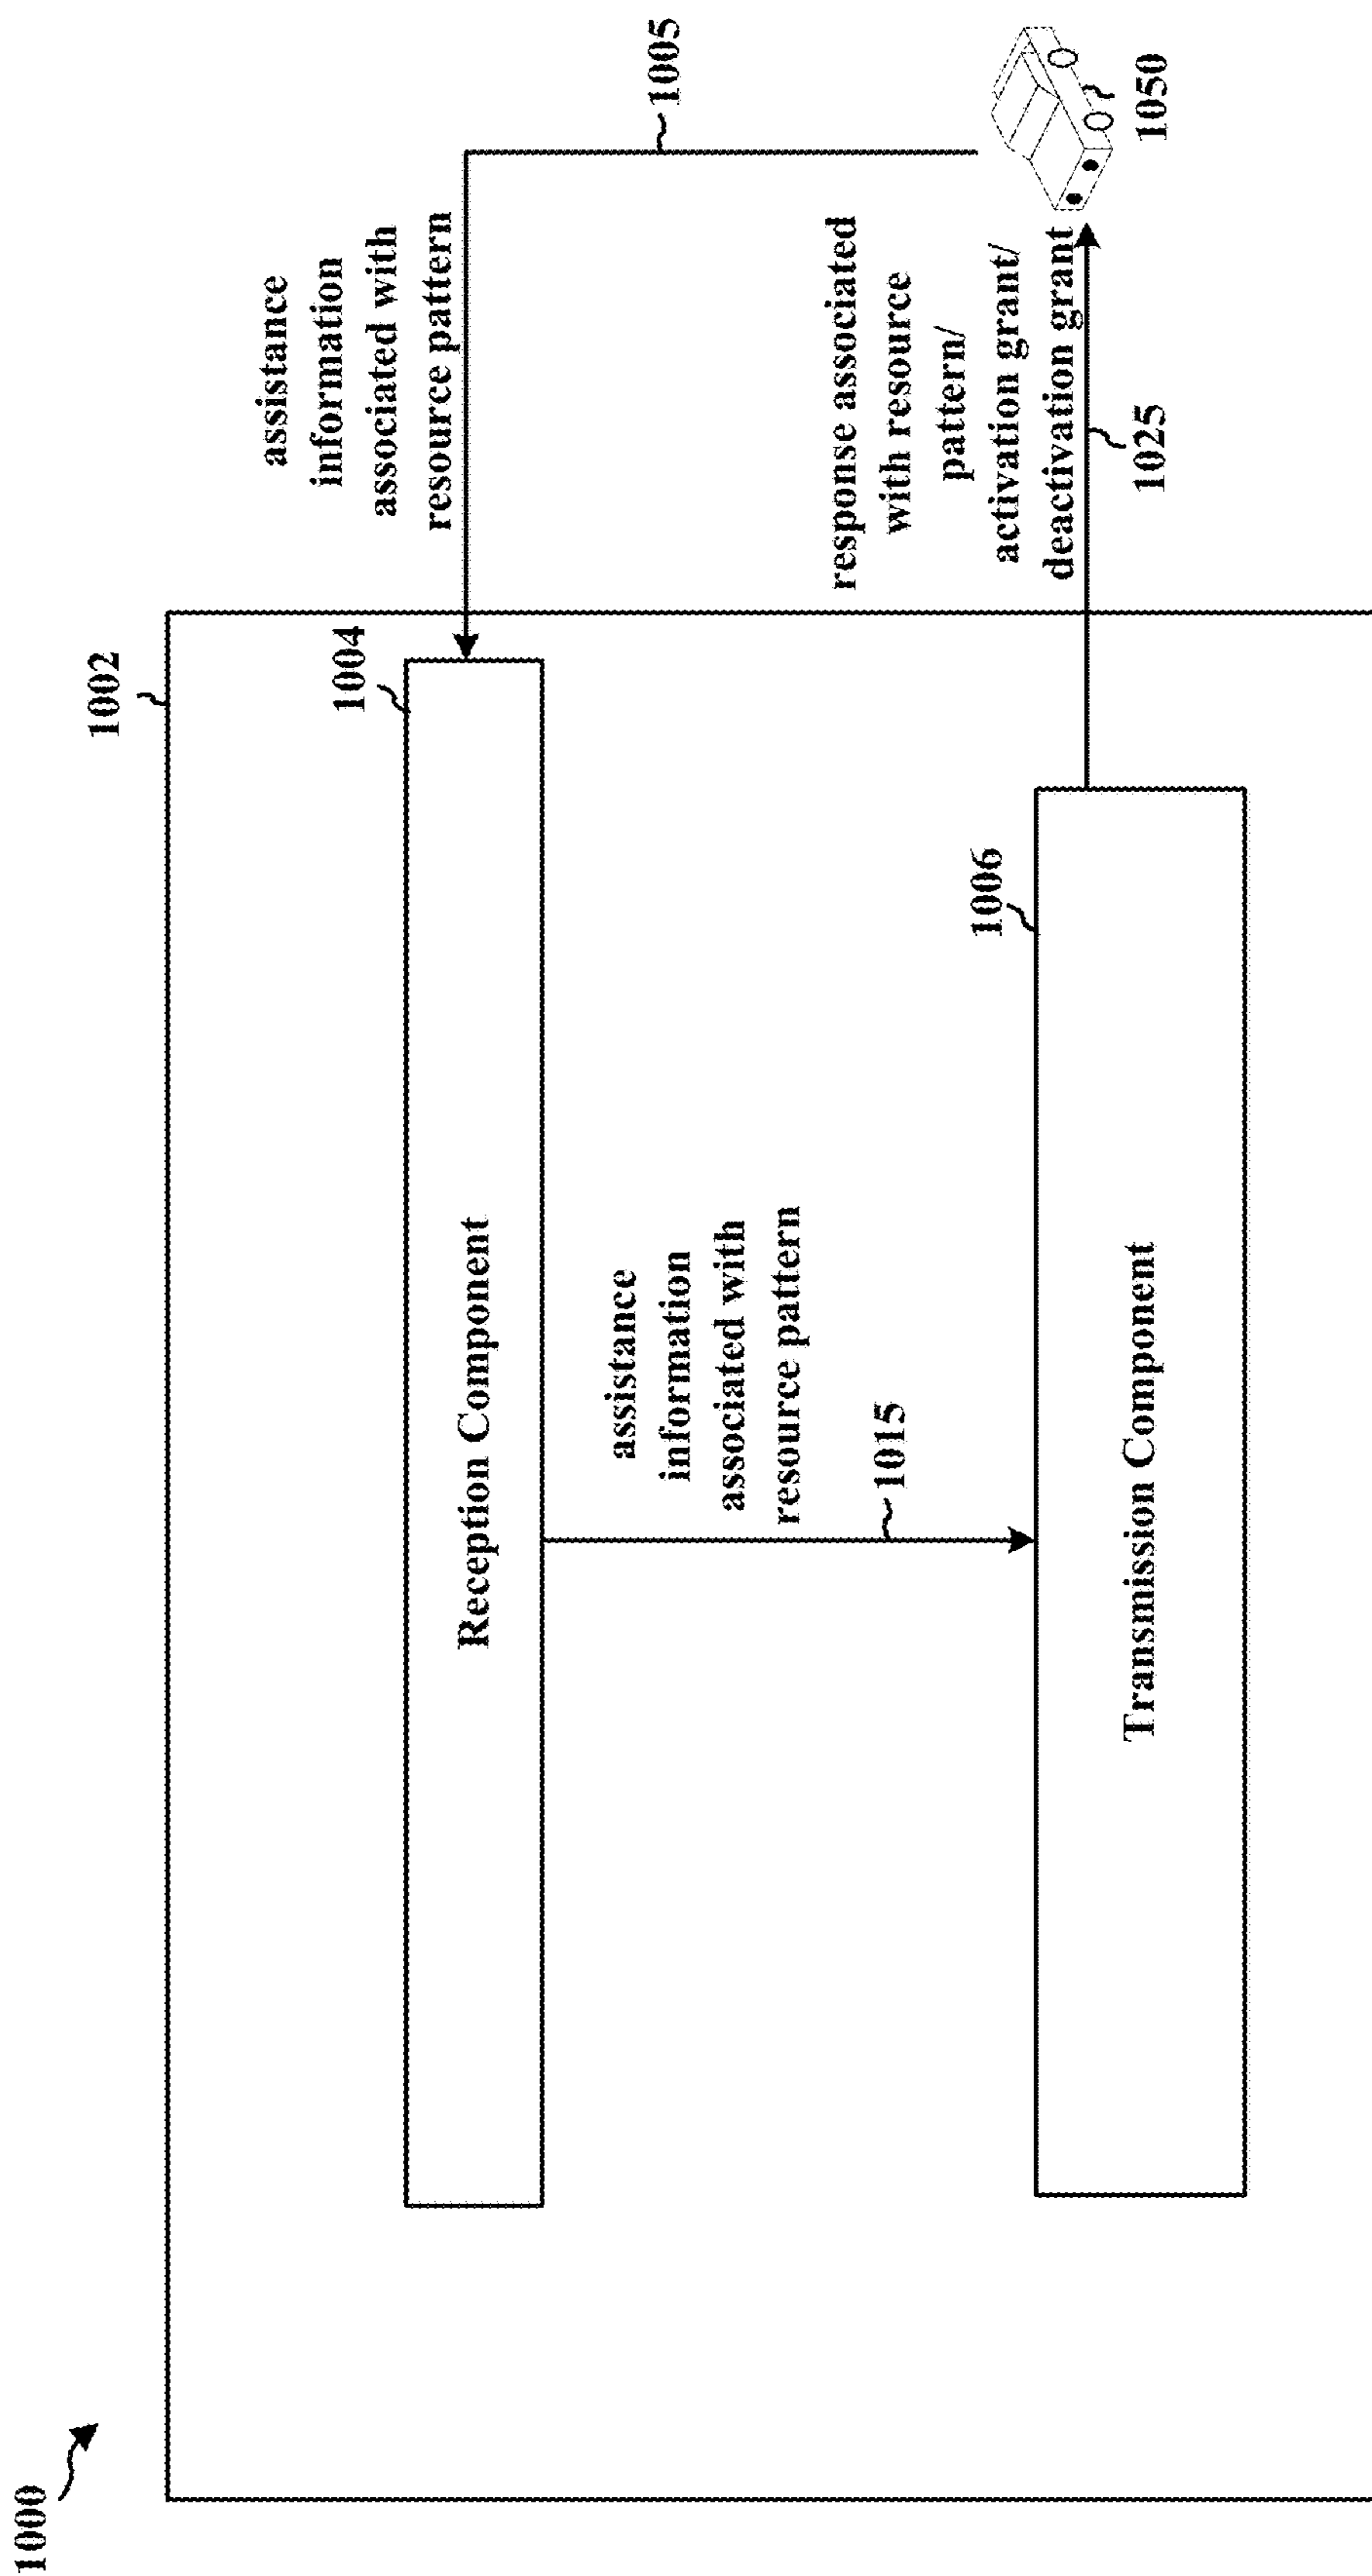 1000
1002
1004
Reception Component
assistance
information
associated with
resource pattern
1005
assistance
information
associated with
resource pattern
1015
1006
Transmission Component
response associated
with resource
pattern/
activation grant/
deactivation grant
1025
1050